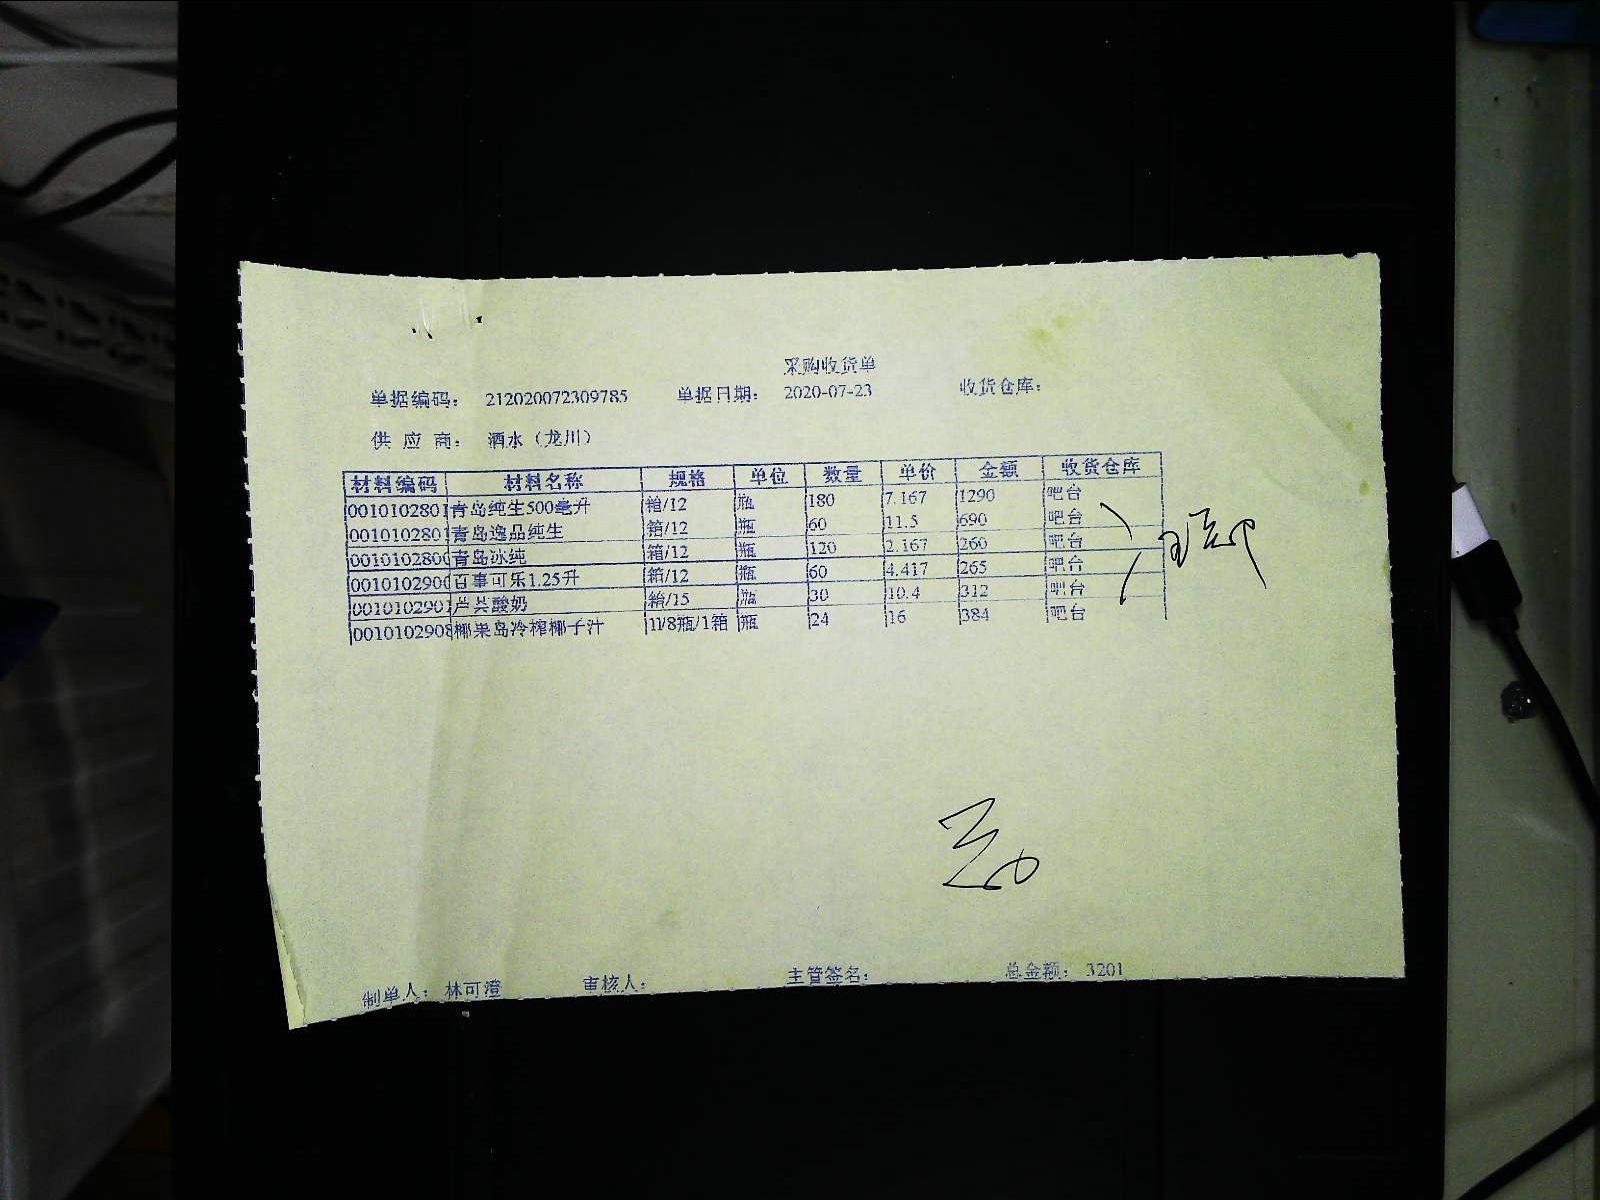 采购收货单
单据编码： 212020072309785 单据日期： 2020-07-23 收货仓库：
供 应 商： 酒水（龙川）
材料编码 材料名称 规格 单位 数量 单价 金额 收货仓库
0010102801 青岛纯生500毫升 箱/12 瓶 180 7.167 1290 吧台
0010102801 青岛逸品纯生 箱/12 瓶 60 11.5 690 吧台
001010280 青岛冰纯 箱/12 瓶 120 2.167 260 吧台
001010290 百事可乐1.25升 箱/12 瓶 60 4.417 265 吧台
0010102901 芦荟酸奶 箱/15 瓶 30 10.4 312 吧台
0010102908 椰果岛冷榨椰子汁 1l/8瓶/1箱 瓶 24 16 384 吧台
制单人： 林可澄 审核人： 主管签名： 总金额： 3201